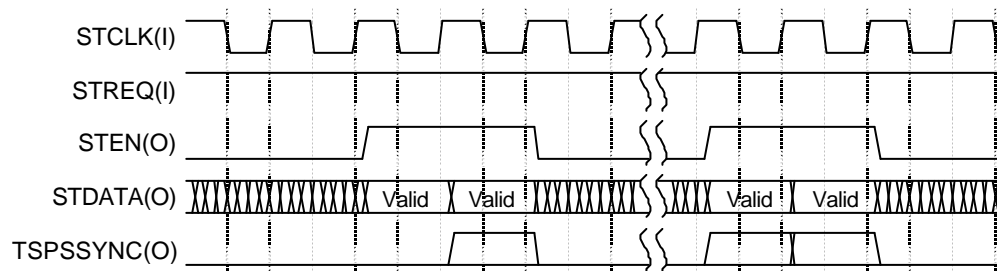 STCLK(I)
STREQ(I)
STEN(O)
STDATA(O) Valid Valid Valid Valid
TSPSSYNC(O)